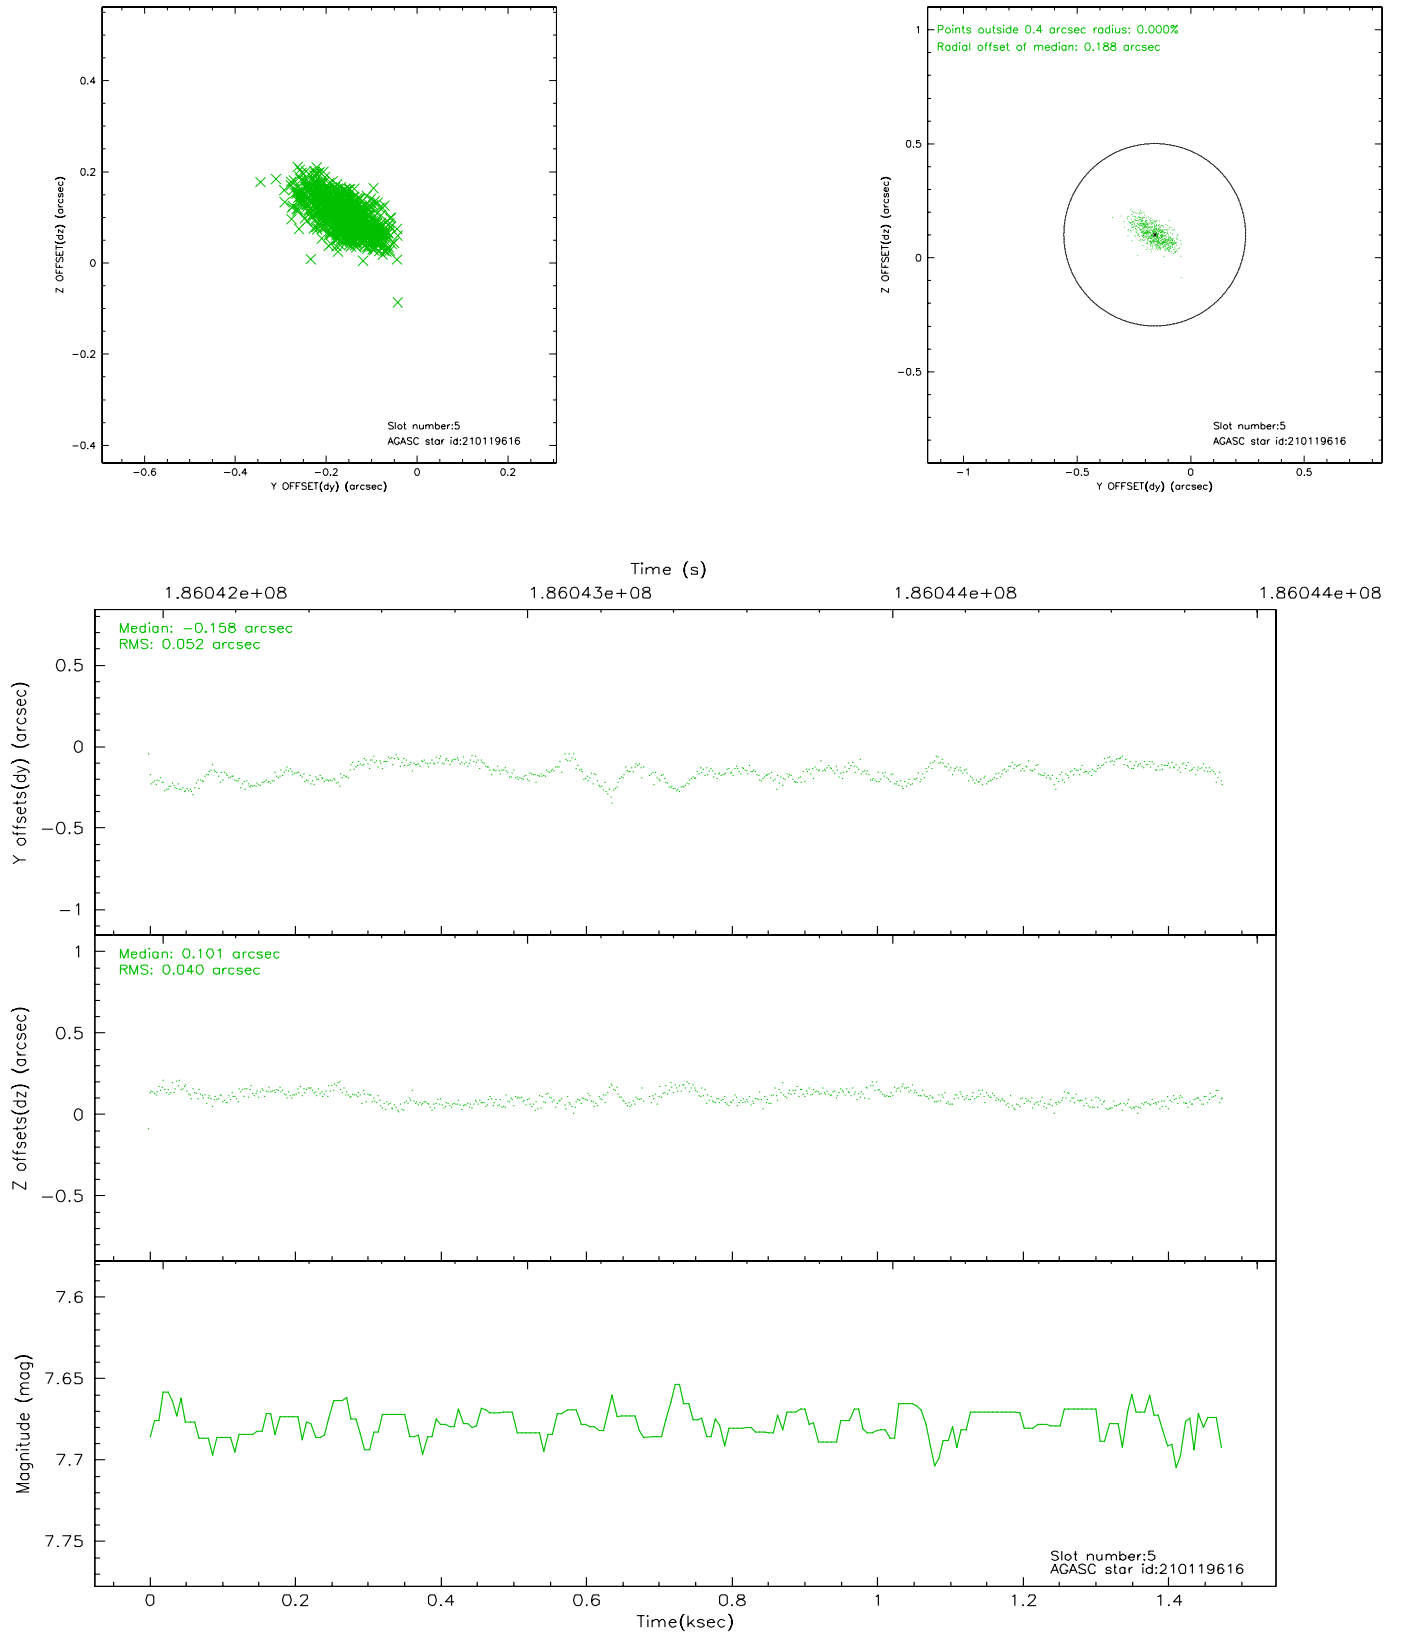 0.4
0.2
0
−0.2
−0.4
Z OFFSET(dz) (arcsec)
Slot number:5
AGASC star id:210119616
−0.6
−0.4
−0.2
0
0.2
Y OFFSET(dy) (arcsec)
Points outside 0.4 arcsec radius: 0.000%
Radial offset of median: 0.188 arcsec
1
0.5
0
−0.5
Z OFFSET(dz) (arcsec)
Slot number:5
AGASC star id:210119616
−1
−0.5
0
0.5
Y OFFSET(dy) (arcsec)
Time (s)
1.86042e+08
1.86043e+08
1.86044e+08
1.86044e+08
Median: −0.158 arcsec
RMS: 0.052 arcsec
0.5
0
−0.5
−1
Y offsets(dy) (arcsec)
Median: 0.101 arcsec
RMS: 0.040 arcsec
1
0.5
0
−0.5
Z offsets(dz) (arcsec)
7.6
7.65
7.7
7.75
Magnitude (mag)
Slot number:5
AGASC star id:210119616
0
0.2
0.4
0.6
0.8
1
1.2
1.4
Time(ksec)